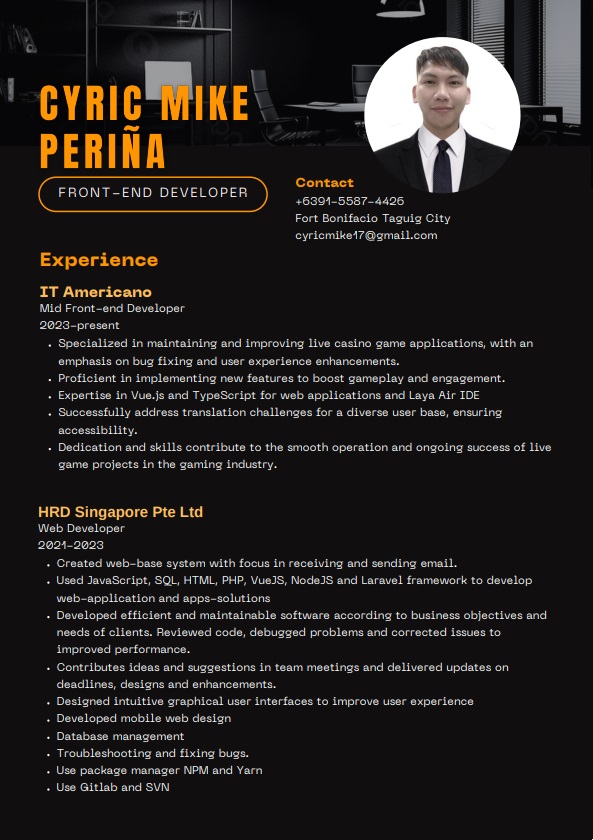 CYRIC MIKE
PERIÑA
FRONT-END DEVELOPER
Contact
+6391-5587-4426
Fort Bonifacio Taguig City
cyricmike17@gmail.com
Experience
IT Americano
Mid Front-end Developer
2023-present
• Specialized in maintaining and improving live casino game applications, with an
emphasis on bug fixing and user experience enhancements.
• Proficient in implementing new features to boost gameplay and engagement.
• Expertise in Vue.js and TypeScript for web applications and Laya Air IDE
• Successfully address translation challenges for a diverse user base, ensuring
accessibility.
• Dedication and skills contribute to the smooth operation and ongoing success of live
game projects in the gaming industry.
HRD Singapore Pte Ltd
Web Developer
2021-2023
• Created web-base system with focus in receiving and sending email.
• Used JavaScript, SQL, HTML, PHP, VueJS, NodeJS and Laravel framework to develop
web-application and apps-solutions
• Developed efficient and maintainable software according to business objectives and
needs of clients. Reviewed code, debugged problems and corrected issues to
improved performance.
• Contributes ideas and suggestions in team meetings and delivered updates on
deadlines, designs and enhancements.
• Designed intuitive graphical user interfaces to improve user experience
• Developed mobile web design
• Database management
• Troubleshooting and fixing bugs.
• Use package manager NPM and Yarn
• Use Gitlab and SVN